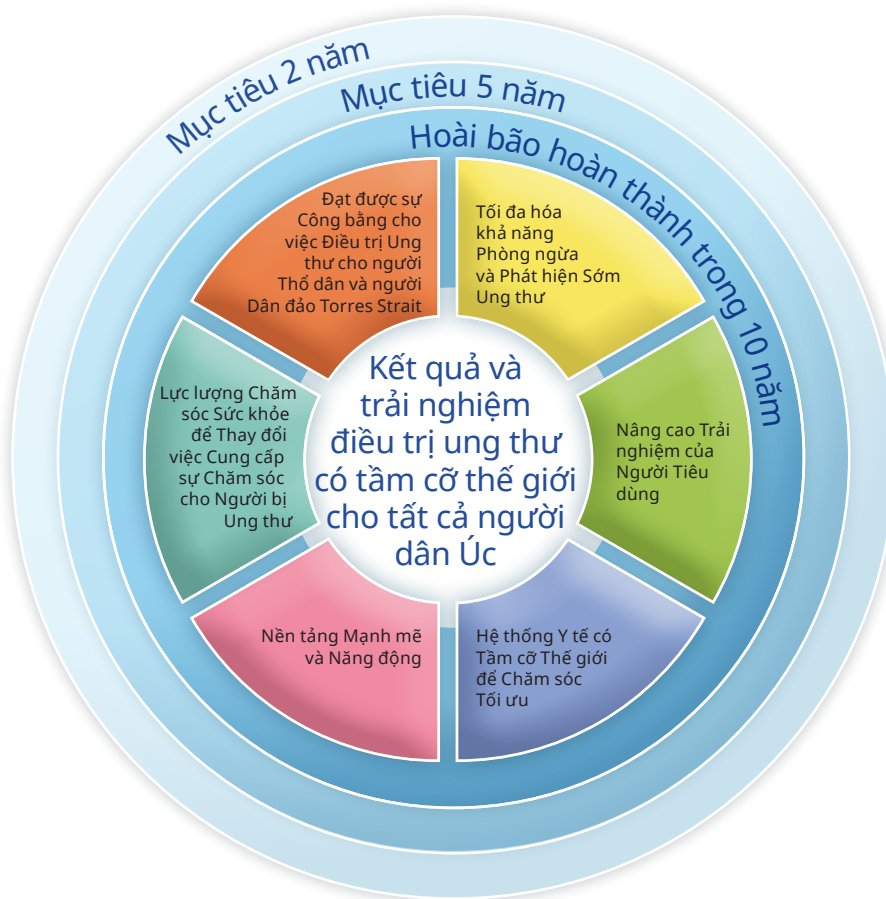 Mục tiêu 2 năm
Mục tiêu 5 năm
Hoài bão hoàn thành trong 10 năm
Đạt được sự
Công bằng cho
việc Điều trị Ung
thư cho người
Thổ dân và người
Dân đảo Torres Strait
Tối đa hóa
khả năng
Phòng ngừa
và Phát hiện Sớm
Ung thư
Lực lượng Chăm
sóc Sức khỏe
để Thay đổi
việc Cung cấp
sự Chăm sóc
cho Người bị
Ung thư
Kết quả và
trải nghiệm
điều trị ung thư
có tầm cỡ thế giới
cho tất cả người
dân Úc
Nâng cao Trải
nghiệm của
Người Tiêu
dùng
Nền tảng Mạnh mẽ
và Năng động
Hệ thống Y tế có
Tầm cỡ Thế giới
để Chăm sóc
Tối ưu